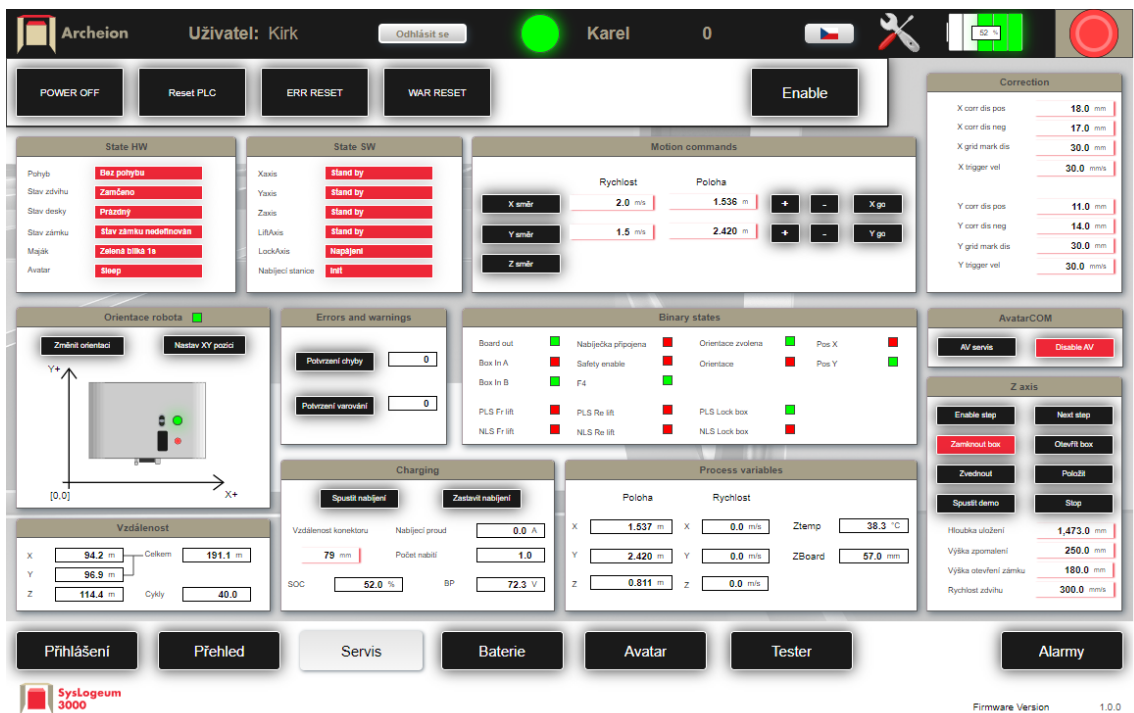 Archeion Uživatel: Kirk Odhlásit se Karel 0 52 %
POWER OFF Reset PLC ERR RESET WAR RESET Enable
Correction
X corr dis pos 18.0 mm
X corr dis neg 17.0 mm
X grid mark dis 30.0 mm
X trigger vel 30.0 mm/s
Y corr dis pos 11.0 mm
Y corr dis neg 14.0 mm
Y grid mark dis 30.0 mm
Y trigger vel 30.0 mm/s
State HW
Pohyb Bez pohybu
Stav zdvihu Zamčeno
Stav desky Prázdný
Stav zámku Stav zámku nedefinován
Maják Zelená bliká 1s
Avatar Sleep
State SW
Xaxis Stand by
Yaxis Stand by
Zaxis Stand by
LiftAxis Stand by
LockAxis Napájení
Nabíjecí stanice Init
Motion commands
Rychlost Poloha
X směr 2.0 m/s 1.536 m + - X go
Y směr 1.5 m/s 2.420 m + - Y go
Z směr
Orientace robota
Změnit orientaci Nastav XY pozici
Y+
[0,0] X+
Errors and warnings
Potvrzení chyby 0
Potvrzení varování 0
Binary states
Board out Nabíječka připojena Orientace zvolena Pos X
Box In A Safety enable Orientace Pos Y
Box In B F4
PLS Fr lift PLS Re lift PLS Lock box
NLS Fr lift NLS Re lift NLS Lock box
AvatarCOM
AV servis Disable AV
Z axis
Enable step Next step
Zamknout box Otevřít box
Zvednout Položit
Spustit demo Stop
Hloubka uložení 1,473.0 mm
Výška zpomalení 250.0 mm
Výška otevření zámku 180.0 mm
Rychlost zdvihu 300.0 mm/s
Vzdálenost
X 94.2 m Celkem 191.1 m
Y 96.9 m
Z 114.4 m Cykly 40.0
Charging
Spustit nabíjení Zastavit nabíjení
Vzdálenost konektoru Nabíjecí proud 0.0 A
79 mm Počet nabití 1.0
SOC 52.0 % BP 72.3 V
Process variables
Poloha Rychlost
X 1.537 m X 0.0 m/s Ztemp 38.3 °C
Y 2.420 m Y 0.0 m/s ZBoard 57.0 mm
Z 0.811 m Z 0.0 m/s
Přihlášení Přehled Servis Baterie Avatar Tester Alarmy
SysLogeum
3000
Firmware Version 1.0.0